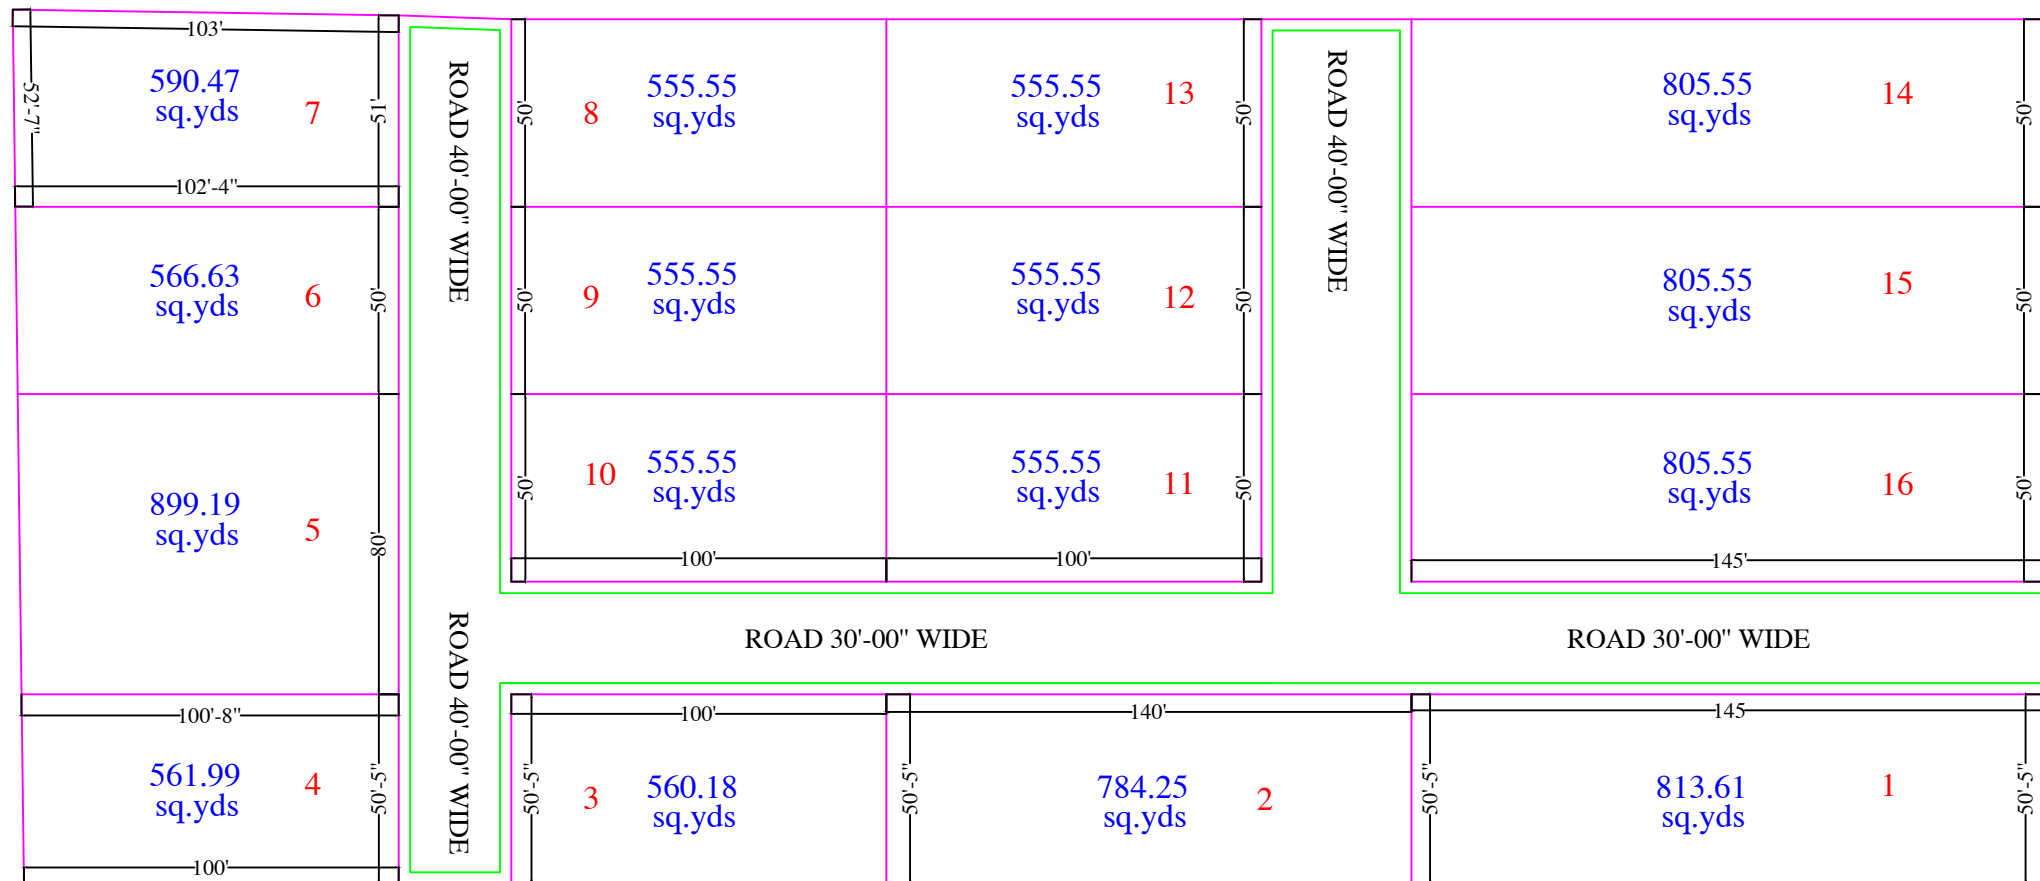 103'
590.47
sq.yds
7
52'-7"
51'
102'-4"
566.63
sq.yds
6
50'
899.19
sq.yds
5
80'
100'-8"
561.99
sq.yds
4
50'-5"
100'
ROAD 40'-00" WIDE
ROAD 40'-00" WIDE
50'
8
555.55
sq.yds
555.55
sq.yds
13
50'
50'
9
555.55
sq.yds
555.55
sq.yds
12
50'
50'
10
555.55
sq.yds
555.55
sq.yds
11
50'
100'
100'
ROAD 40'-00" WIDE
805.55
sq.yds
14
50'
805.55
sq.yds
15
50'
805.55
sq.yds
16
50'
145'
ROAD 30'-00" WIDE
ROAD 30'-00" WIDE
100'
50'-5"
3
560.18
sq.yds
140'
50'-5"
784.25
sq.yds
2
145
50'-5"
813.61
sq.yds
1
50'-5"